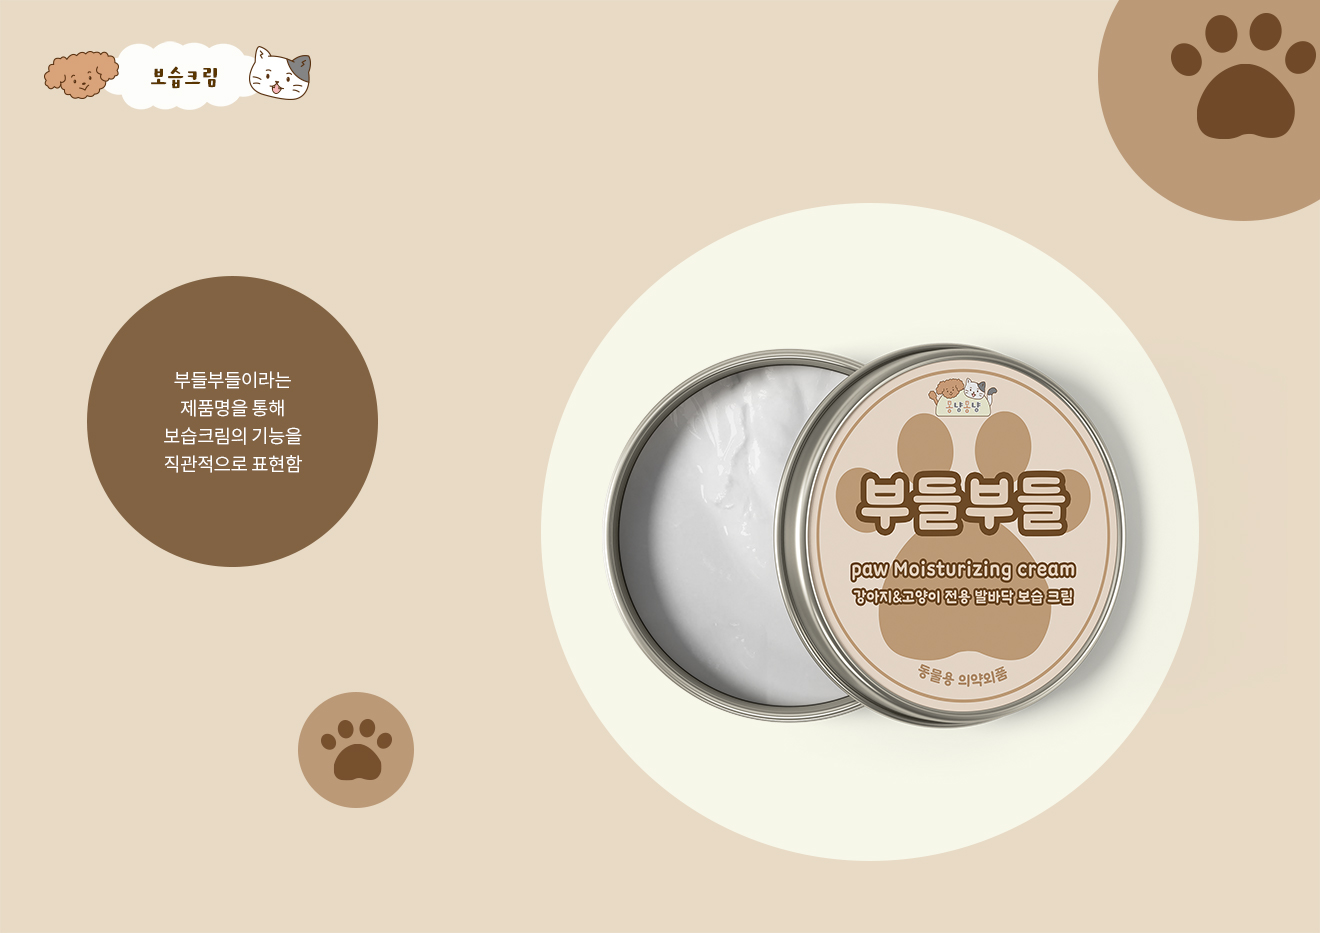 보습크림
부들부들이라는
제품명을 통해
보습크림의 기능을
직관적으로 표현함
몽냥몽냥
부들부들
paw Moisturizing cream
강아지&고양이 전용 발바닥 보습 크림
동물용 의약외품